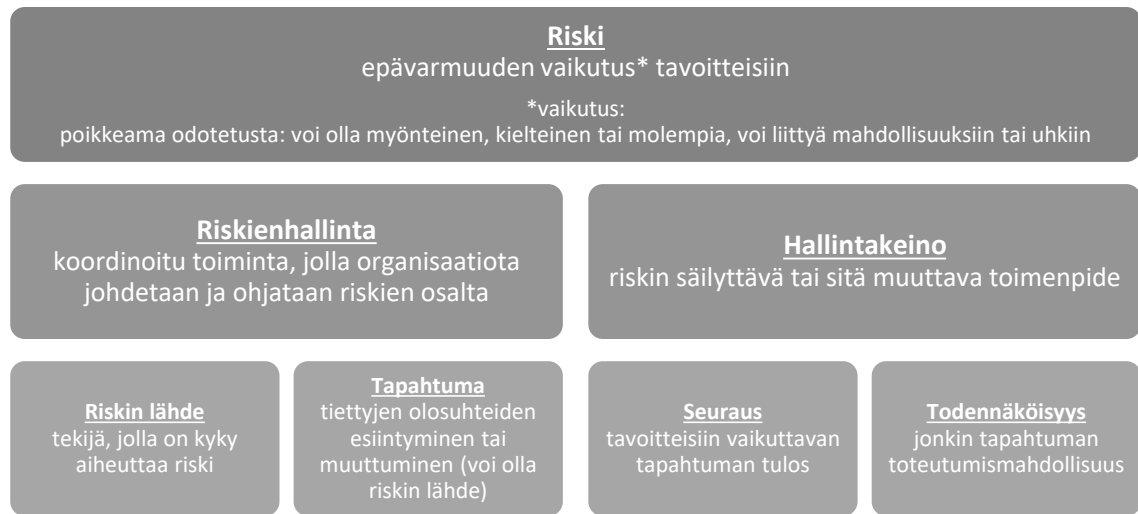 Riski
epävarmuuden vaikutus* tavoitteisiin
*vaikutus:
poikkeama odotetusta: voi olla myönteinen, kielteinen tai molempia, voi liittyä mahdollisuuksiin tai uhkiin
Riskienhallinta
koordinoitu toiminta, jolla organisaatiota
johdetaan ja ohjataan riskien osalta
Hallintakeino
riskin säilyttävä tai sitä muuttava toimenpide
Riskin lähde
tekijä, jolla on kyky
aiheuttaa riski
Tapahtuma
tiettyjen olosuhteiden
esiintyminen tai
muuttuminen (voi olla
riskin lähde)
Seuraus
tavoitteisiin vaikuttavan
tapahtuman tulos
Todennäköisyys
jonkin tapahtuman
toteutumismahdollisuus